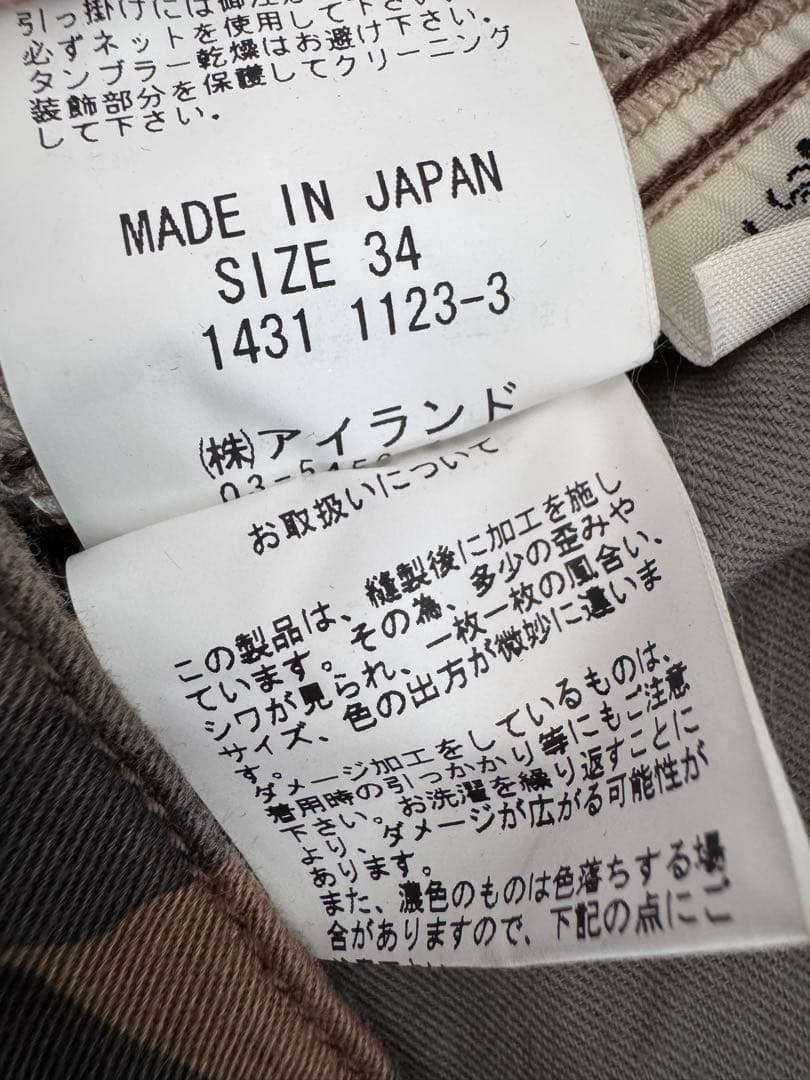 引っ掛けには御注意
必ずネットを使用して下さい。
タンブラー乾燥はお避け下さい。
装飾部分を保護してクリーニング
して下さい。
MADE IN JAPAN
SIZE 34
1431 1123-3
㈱アイランド
03-5456
お取扱いについて
この製品は、縫製後に加工を施し
ています。その為、多少の歪みや
シワが見られ、一枚一枚の風合い、
サイズ、色の出方が微妙に違いま
す。
ダメージ加工をしているものは、
着用時の引っかかり等にもご注意
下さい。お洗濯を繰り返すことに
より、ダメージが広がる可能性が
あります。
また、濃色のものは色落ちする場
合がありますので、下記の点にご